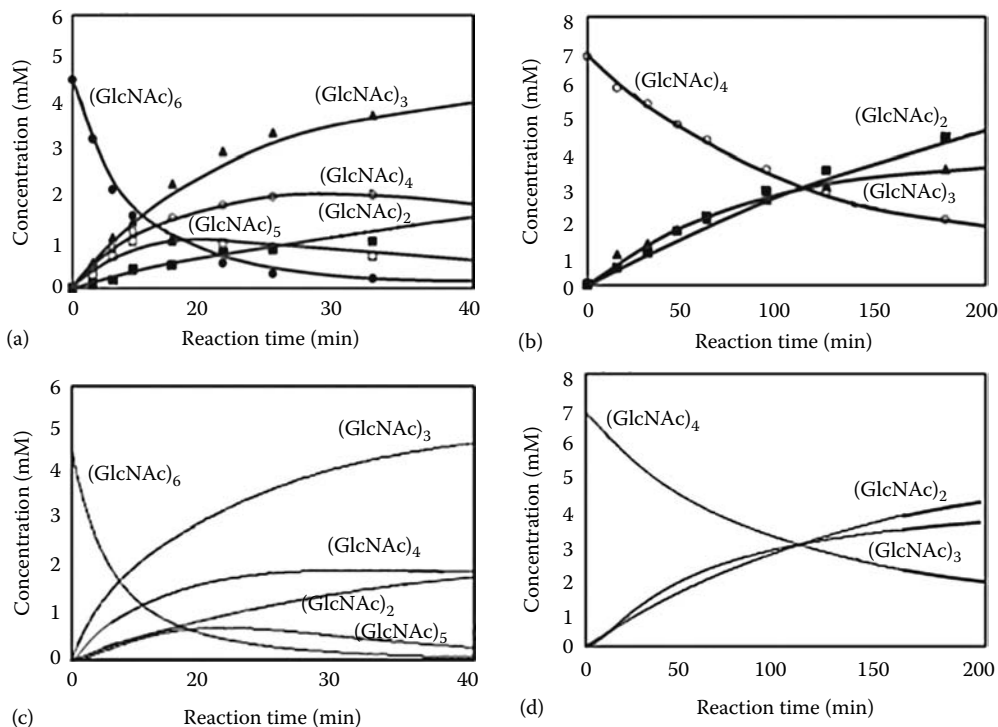 6
5
4
3
2
1
0
Concentration (mM)
(GlcNAc)6
(GlcNAc)3
(GlcNAc)4
(GlcNAc)2
(GlcNAc)5
0 20 30 40
(a) Reaction time (min)
8
7
6
5
4
3
2
1
0
Concentration (mM)
(GlcNAc)4
(GlcNAc)2
(GlcNAc)3
0 50 100 150 200
(b) Reaction time (min)
6
5
4
3
2
1
0
Concentration (mM)
(GlcNAc)6
(GlcNAc)3
(GlcNAc)4
(GlcNAc)2
(GlcNAc)5
0 20 30 40
(c) Reaction time (min)
8
7
6
5
4
3
2
1
0
Concentration (mM)
(GlcNAc)4
(GlcNAc)2
(GlcNAc)3
0 50 100 150 200
(d) Reaction time (min)